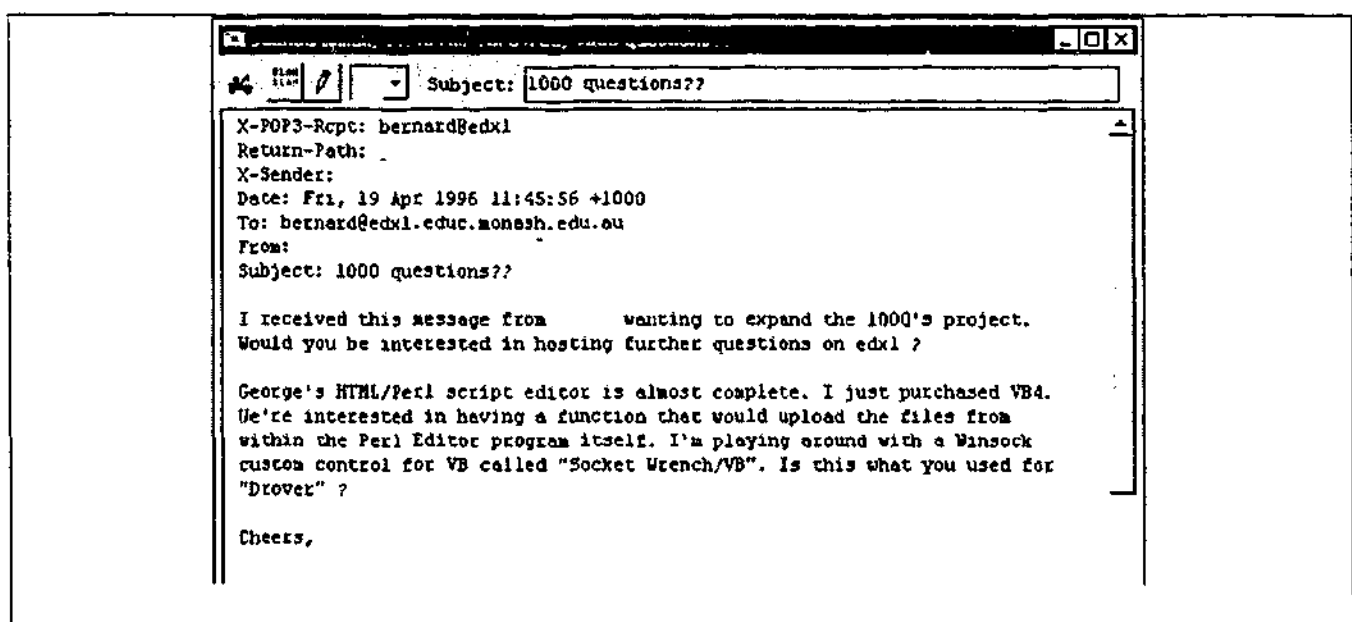 Subject: 1000 questions??
X-POP3-Rcpt: bernard@edx1
Return-Path:
X-Sender:
Date: Fri, 19 Apr 1996 11:45:56 +1000
To: bernard@edx1.educ.monash.edu.au
From:
Subject: 1000 questions??
I received this message from wanting to expand the 1000's project.
Would you be interested in hosting further questions on edx1 ?
George's HTML/Perl script editor is almost complete. I just purchased VB4.
We're interested in having a function that would upload the files from
within the Perl Editor program itself. I'm playing around with a Winsock
custom control for VB called "Socket Wrench/VB". Is this what you used for
"Drover" ?
Cheers,